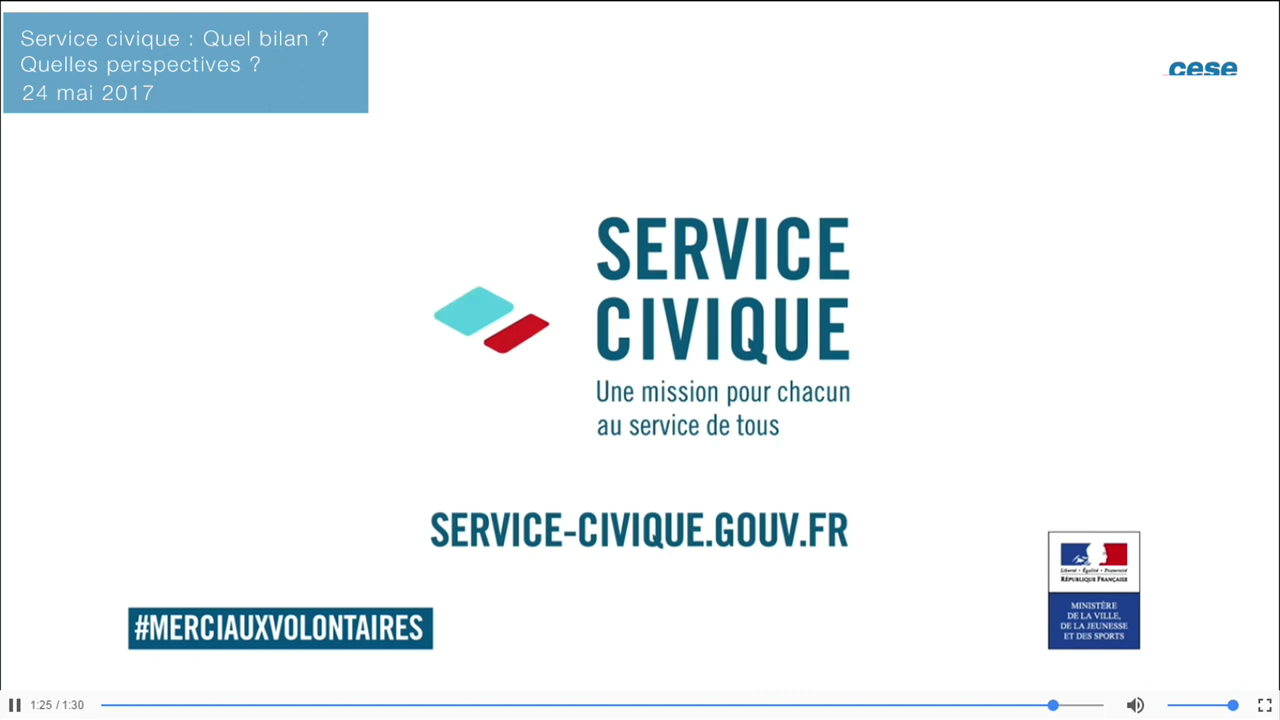 Service civique : Quel bilan ?
Quelles perspectives ?
24 mai 2017
cese
SERVICE
CIVIQUE
Une mission pour chacun
au service de tous
SERVICE-CIVIQUE.GOUV.FR
#MERCIAUXVOLONTAIRES
Liberté • Égalité • Fraternité
RÉPUBLIQUE FRANÇAISE
MINISTÈRE
DE LA VILLE,
DE LA JEUNESSE
ET DES SPORTS
1:25 / 1:30